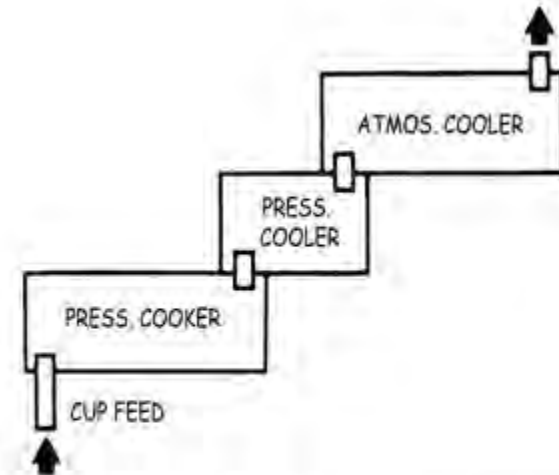 ATMOS. COOLER
PRESS.
COOLER
PRESS. COOKER
CUP FEED